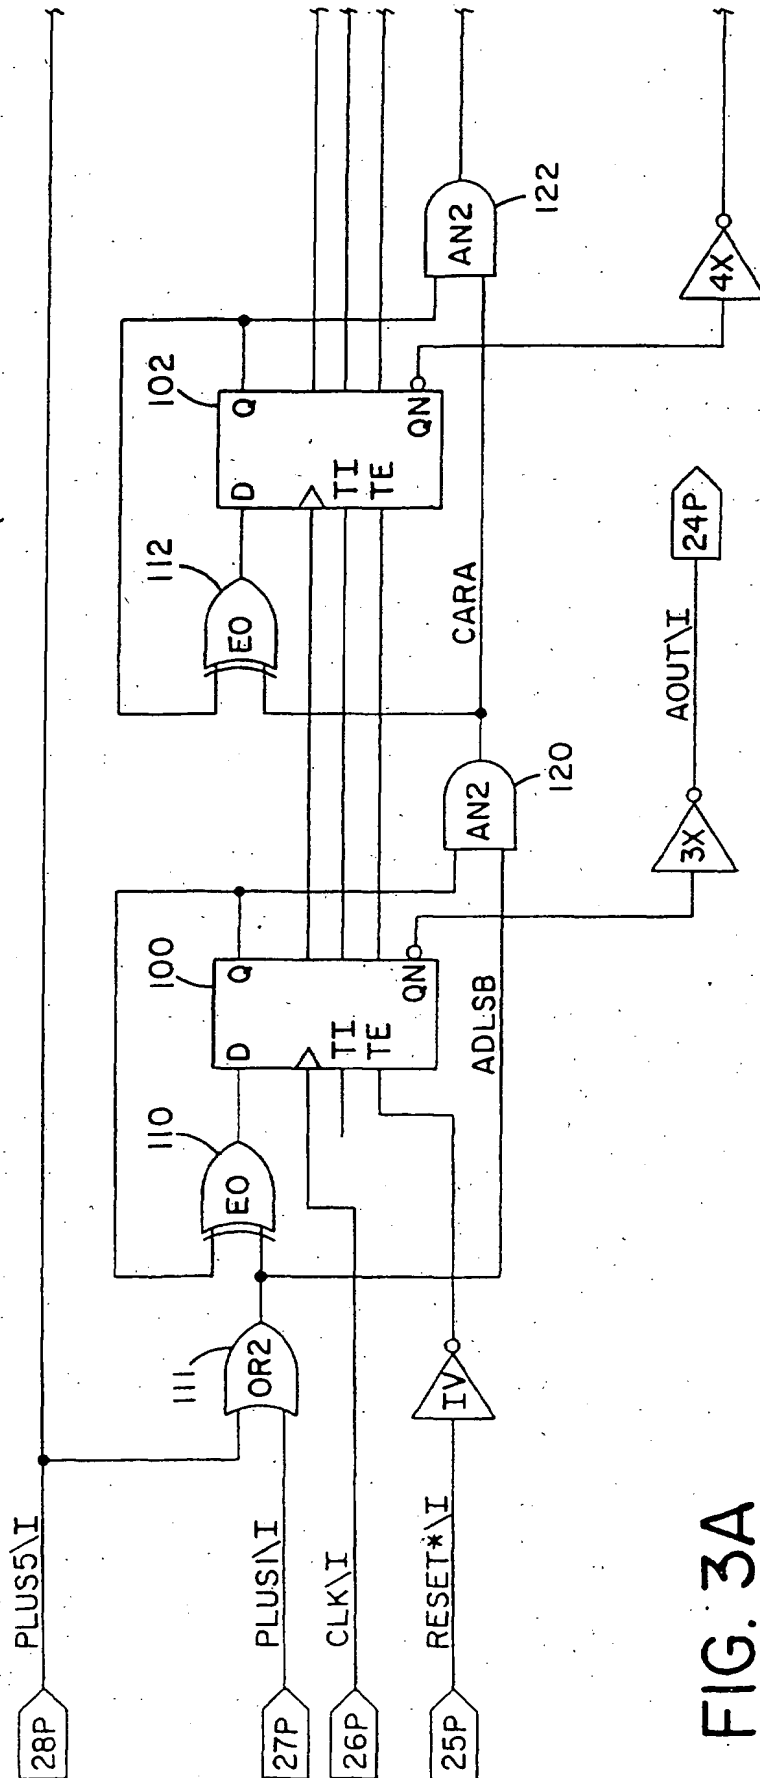 28P
PLUS5\I
27P
PLUS1\I
26P
CLK\I
25P
RESET*\I
IV
111
OR2
110
EO
100
D
Q
TI
TE
QN
ADLSB
120
AN2
CARA
112
EO
102
D
Q
TI
TE
QN
122
AN2
3X
AOUT\I
24P
4X
FIG. 3A